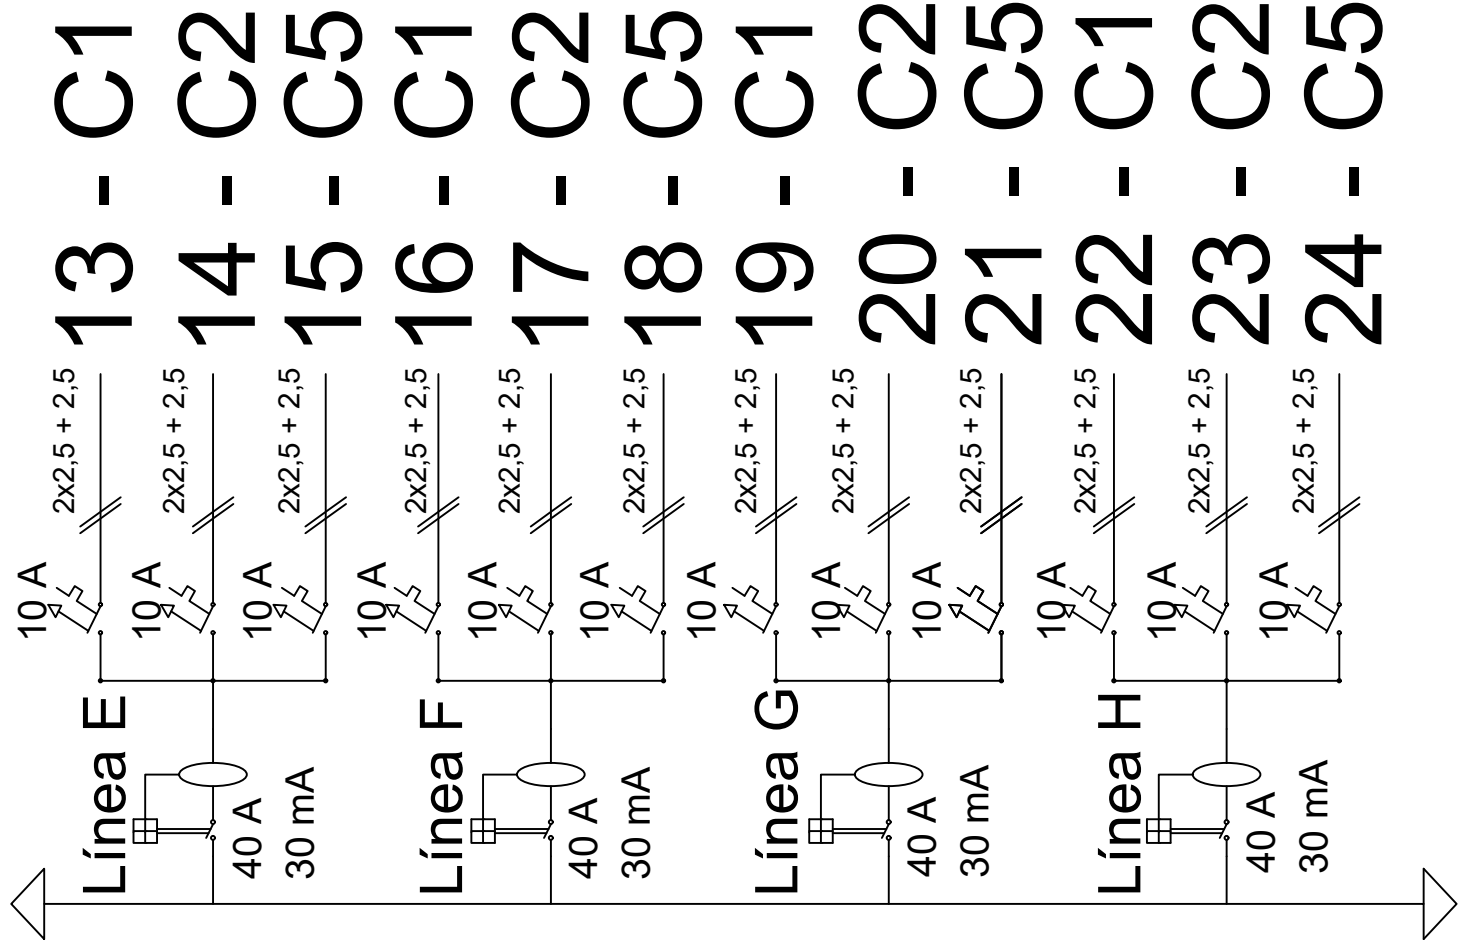 13 - C1
14 - C2
15 - C5
16 - C1
17 - C2
18 - C5
19 - C1
20 - C2
21 - C5
22 - C1
23 - C2
24 - C5
2x2,5 + 2,5
2x2,5 + 2,5
2x2,5 + 2,5
2x2,5 + 2,5
2x2,5 + 2,5
2x2,5 + 2,5
2x2,5 + 2,5
2x2,5 + 2,5
2x2,5 + 2,5
2x2,5 + 2,5
2x2,5 + 2,5
2x2,5 + 2,5
10 A
10 A
10 A
10 A
10 A
10 A
10 A
10 A
10 A
10 A
10 A
10 A
Línea E
40 A
30 mA
Línea F
40 A
30 mA
Línea G
40 A
30 mA
Línea H
40 A
30 mA